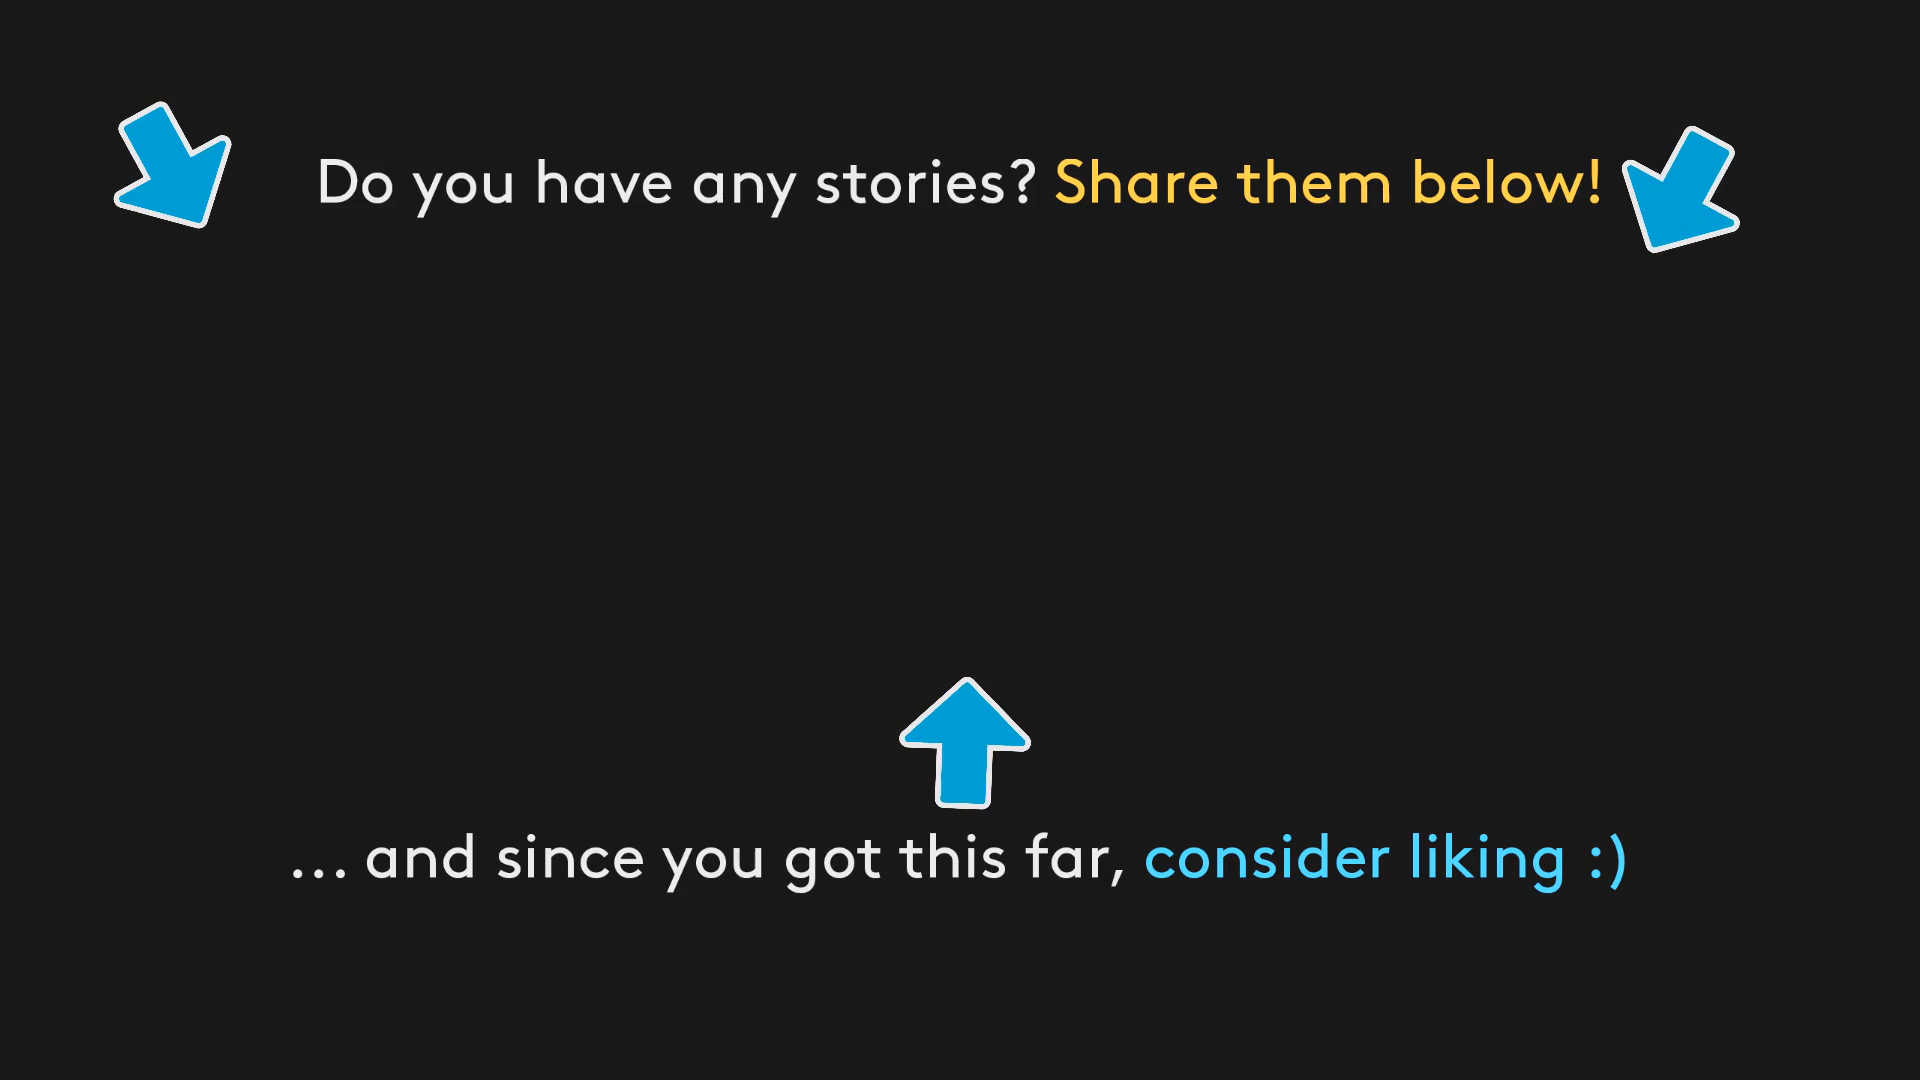 Do you have any stories? Share them below!
... and since you got this far, consider liking :)